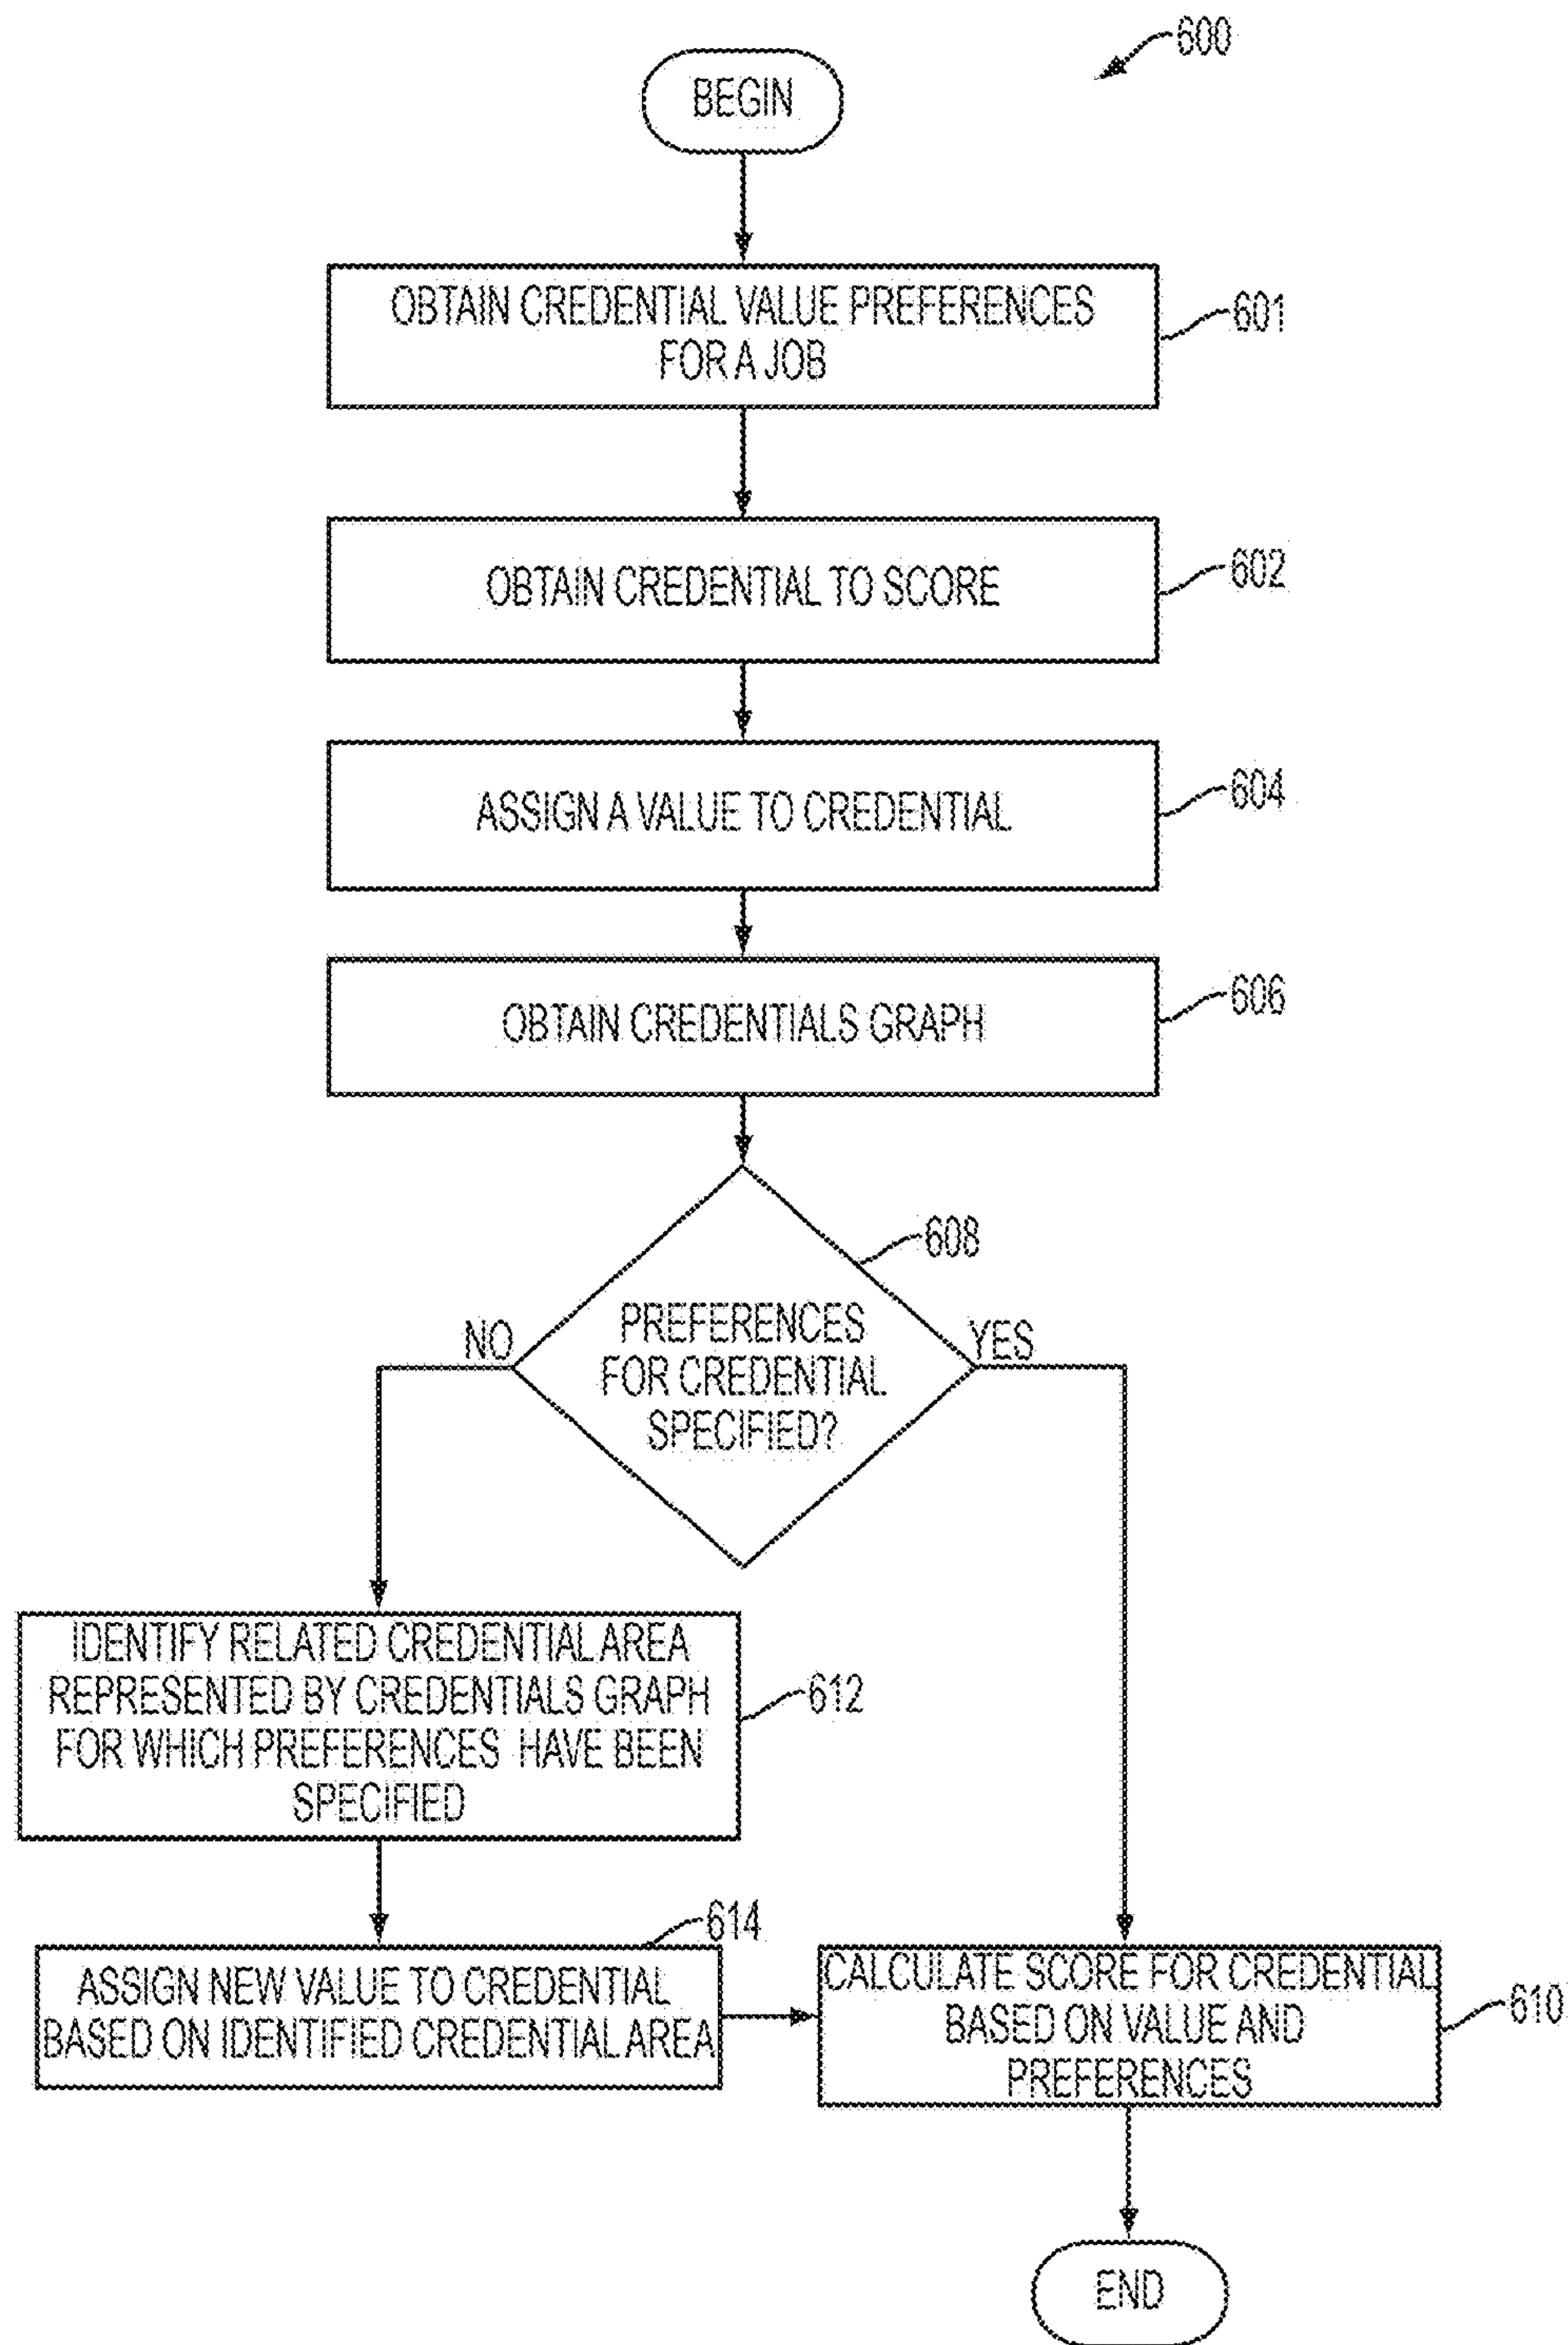 600
BEGIN
OBTAIN CREDENTIAL VALUE PREFERENCES
FOR A JOB
601
OBTAIN CREDENTIAL TO SCORE
602
ASSIGN A VALUE TO CREDENTIAL
604
OBTAIN CREDENTIALS GRAPH
606
608
NO
YES
PREFERENCES
FOR CREDENTIAL
SPECIFIED?
IDENTIFY RELATED CREDENTIAL AREA
REPRESENTED BY CREDENTIALS GRAPH
FOR WHICH PREFERENCES HAVE BEEN
SPECIFIED
612
614
ASSIGN NEW VALUE TO CREDENTIAL
BASED ON IDENTIFIED CREDENTIAL AREA
CALCULATE SCORE FOR CREDENTIAL
BASED ON VALUE AND
PREFERENCES
610
END